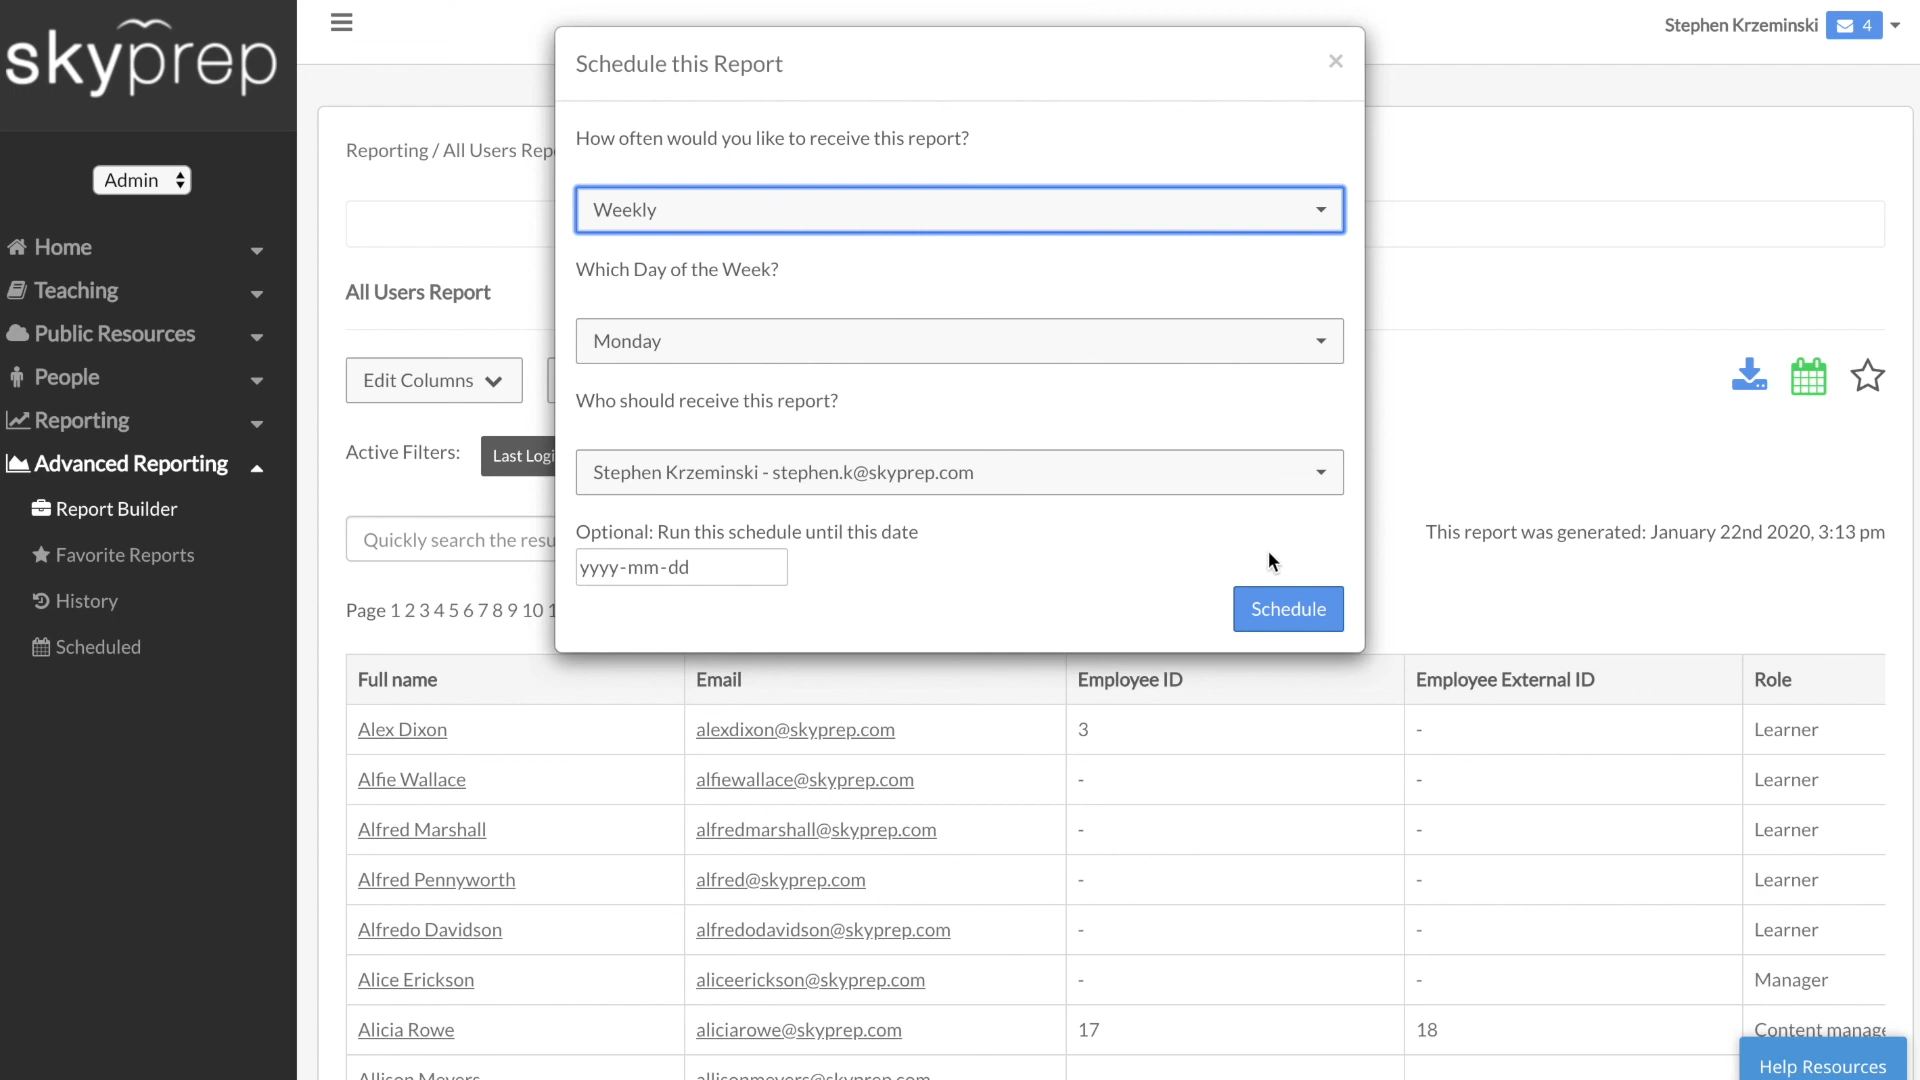 skyprep
Stephen Krzeminski 4
Admin
Home
Teaching
Public Resources
People
Reporting
Advanced Reporting
Report Builder
Favorite Reports
History
Scheduled
Schedule this Report ×
How often would you like to receive this report?
Weekly
Which Day of the Week?
Monday
Who should receive this report?
Stephen Krzeminski - stephen.k@skyprep.com
Optional: Run this schedule until this date
yyyy-mm-dd
Schedule
Reporting / All Users
All Users Report
Edit Columns
Active Filters: Last
Quickly search the
This report was generated: January 22nd 2020, 3:13 pm
Page 1 2 3 4 5 6 7 8 9 10
Full name Email Employee ID Employee External ID Role
Alex Dixon alexdixon@skyprep.com 3 - Learner
Alfie Wallace alfiewallace@skyprep.com - - Learner
Alfred Marshall alfredmarshall@skyprep.com - - Learner
Alfred Pennyworth alfred@skyprep.com - - Learner
Alfredo Davidson alfredodavidson@skyprep.com - - Learner
Alice Erickson aliceerickson@skyprep.com - - Manager
Alicia Rowe aliciarowe@skyprep.com 17 18 Content
Allison Meyers allisonmeyers@skyprep.com
Help Resources